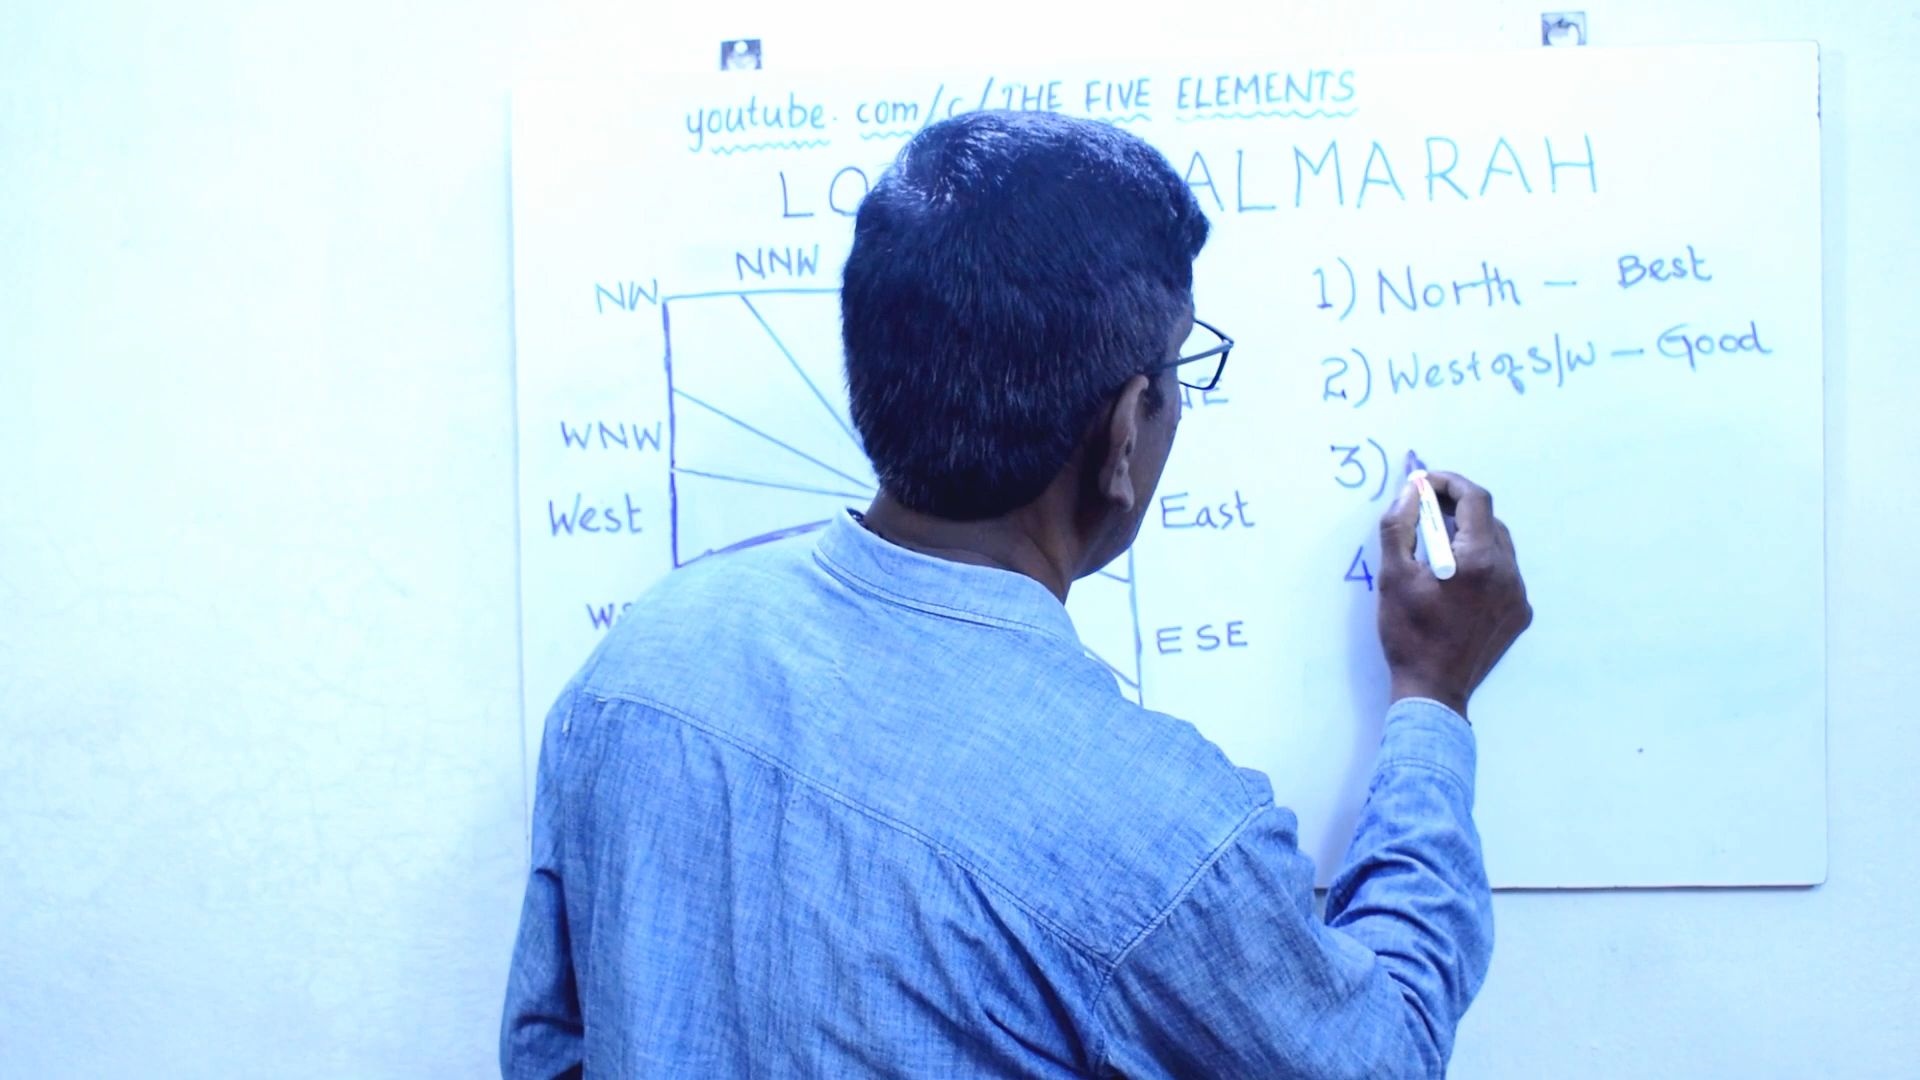 youtube.com/c/THE FIVE ELEMENTS
ALMARAH
NNW
NW
WNW
West
East
ESE
1) North - Best
2) West of S/W - Good
3)
4